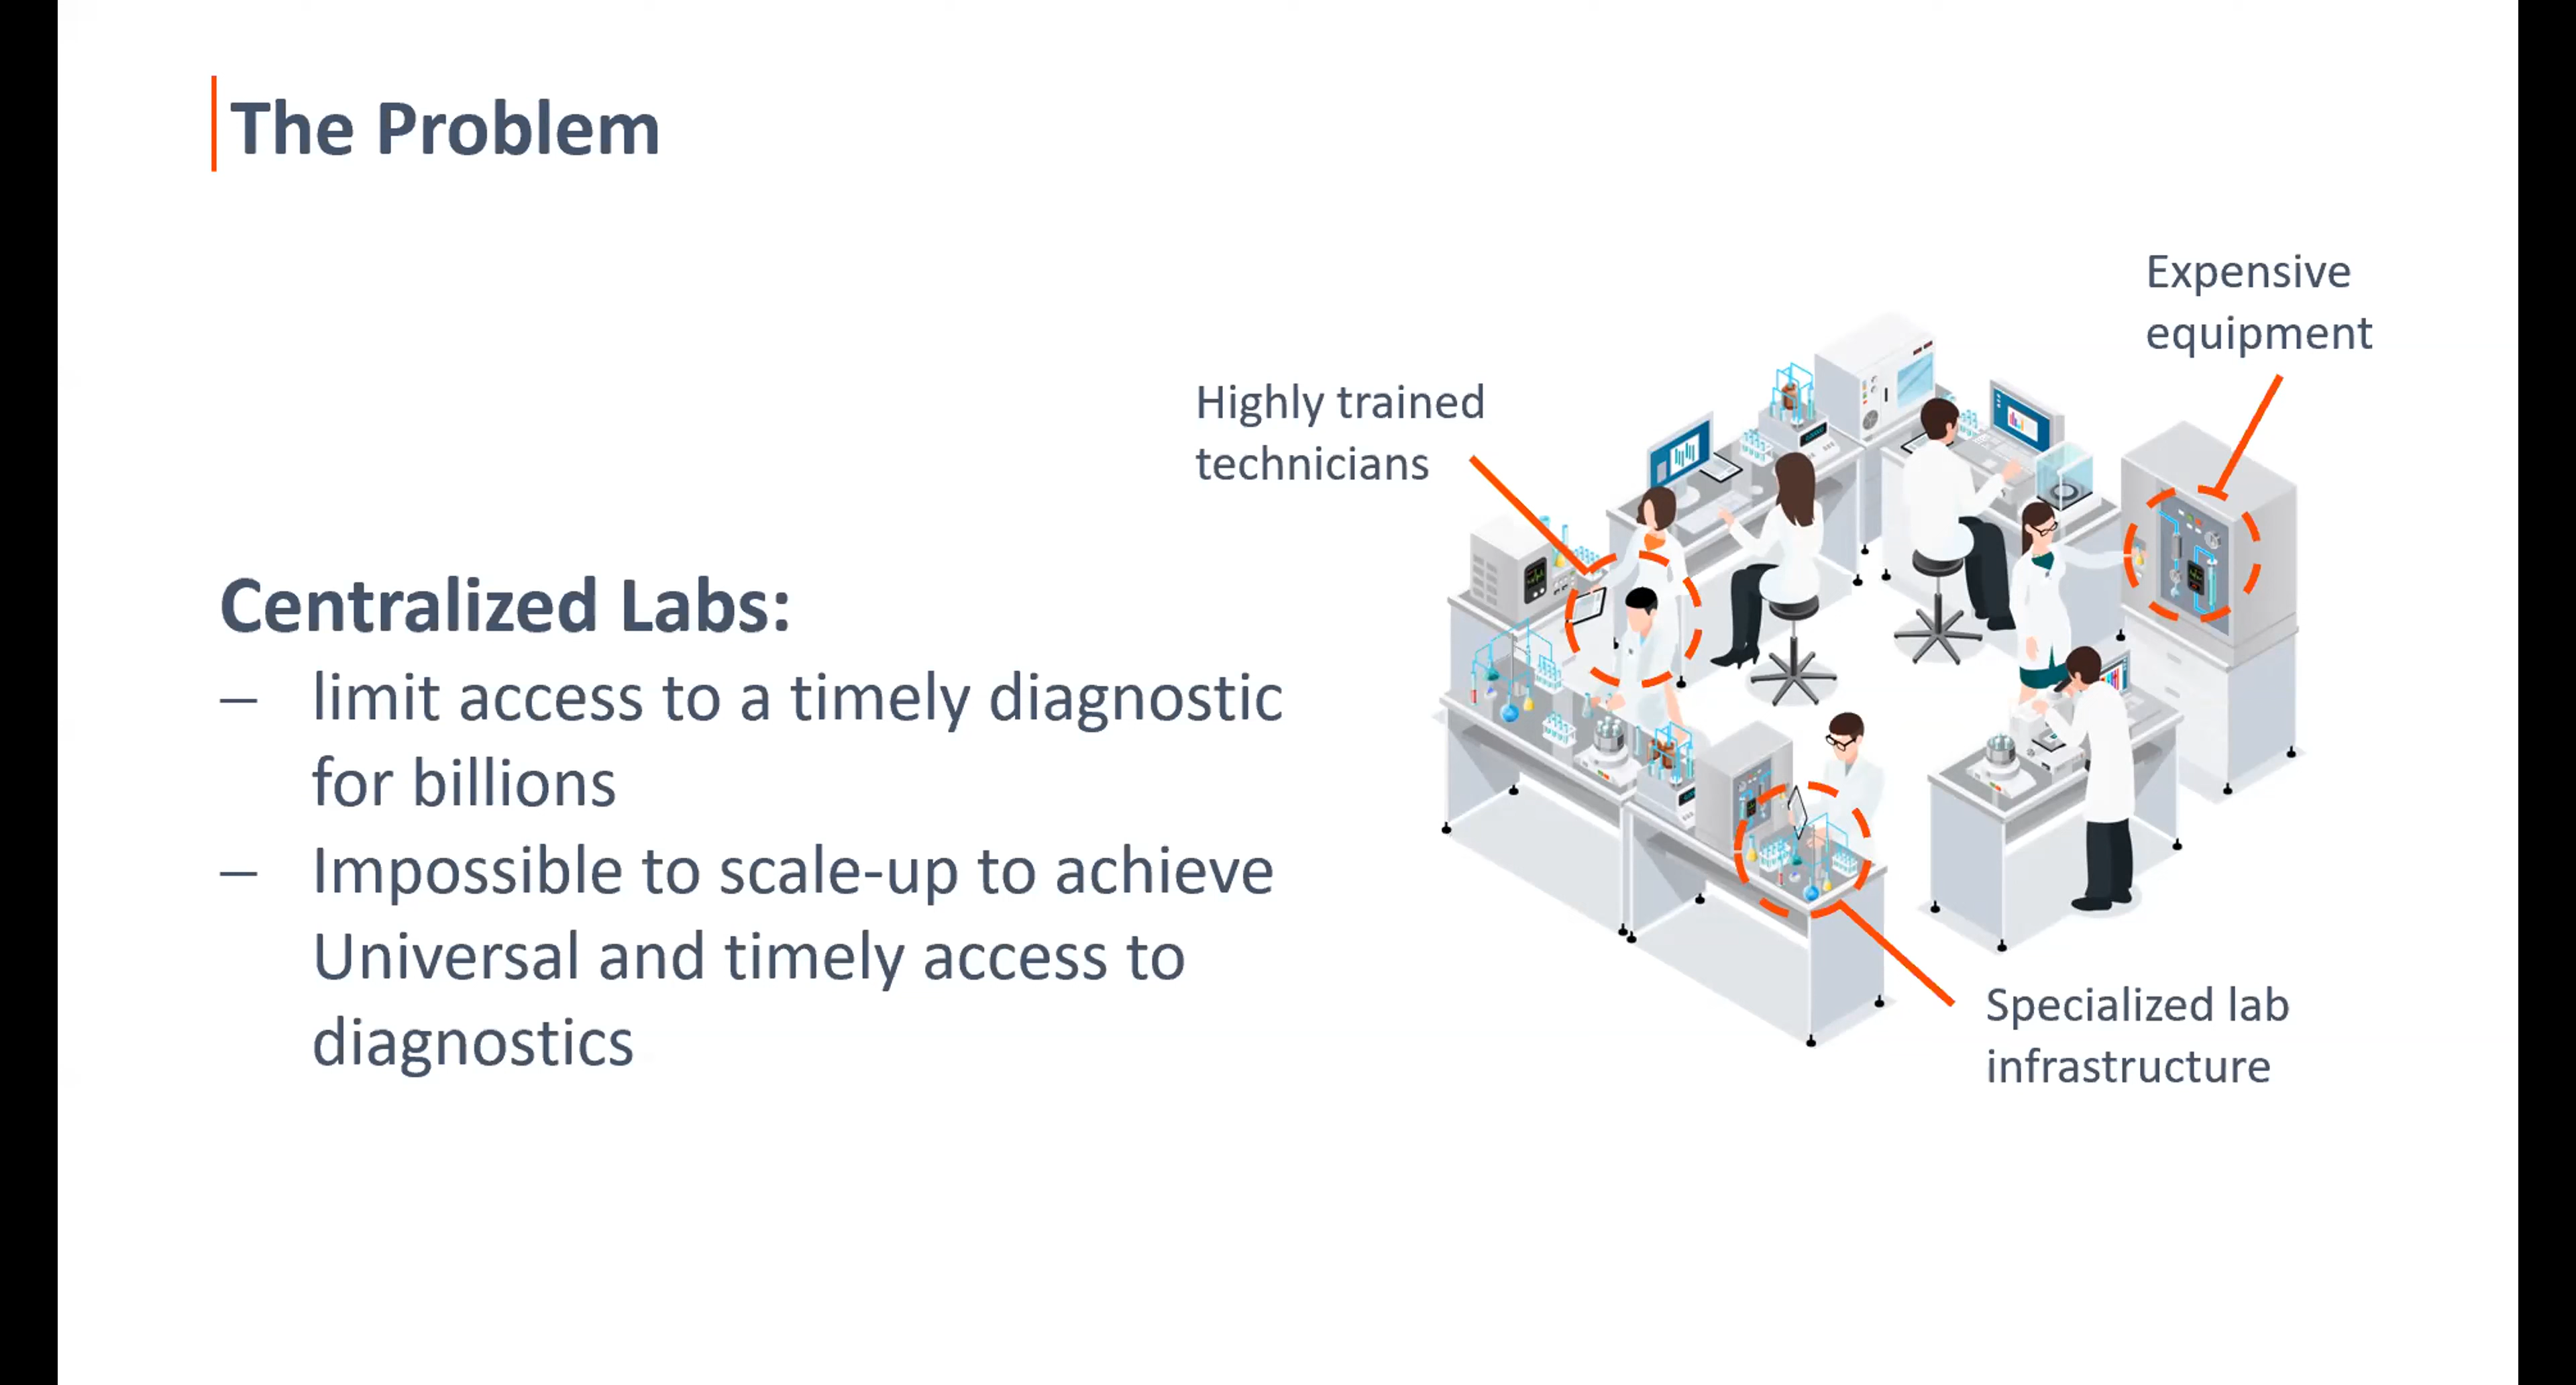 The Problem
Expensive
equipment
Highly trained
technicians
Centralized Labs:
– limit access to a timely diagnostic
for billions
– Impossible to scale-up to achieve
Universal and timely access to
diagnostics
Specialized lab
infrastructure